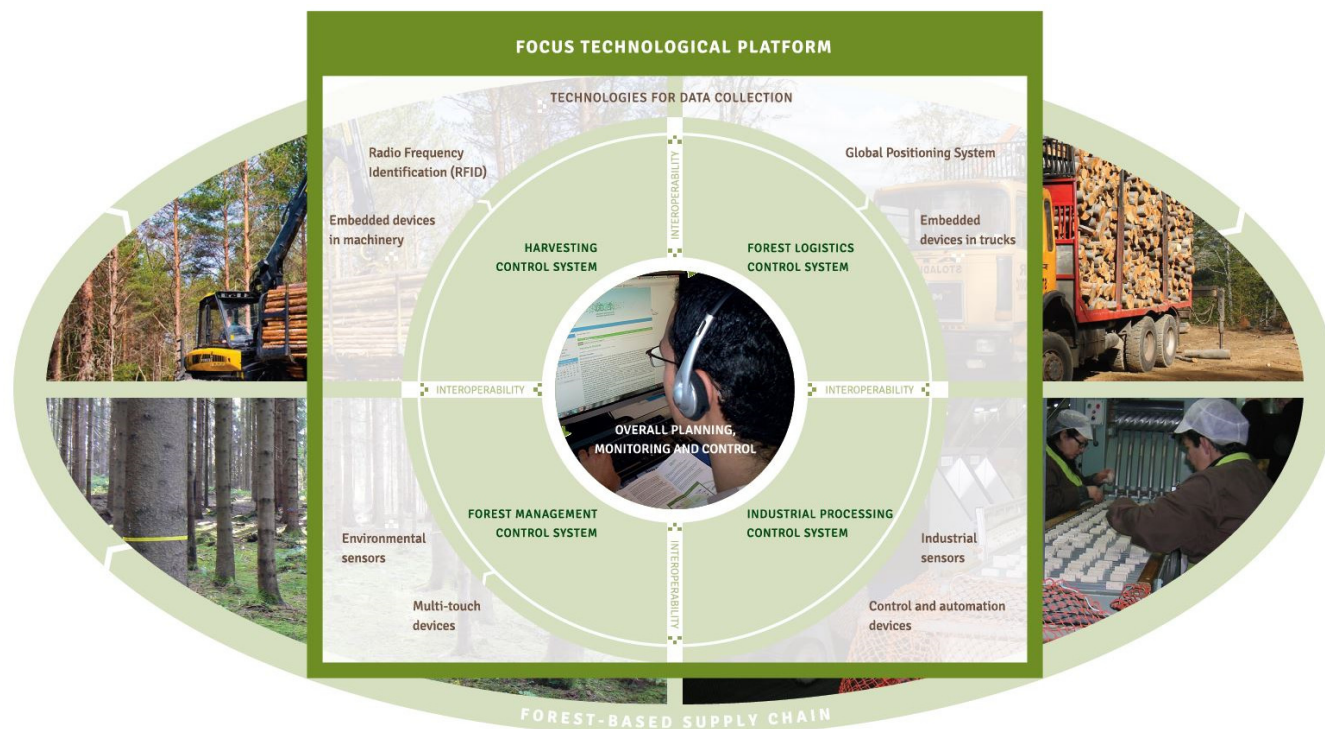 FOCUS TECHNOLOGICAL PLATFORM
TECHNOLOGIES FOR DATA COLLECTION
Radio Frequency
Identification (RFID)
Global Positioning System
Embedded devices
in machinery
Embedded
devices in trucks
INTEROPERABILITY
HARVESTING
CONTROL SYSTEM
FOREST LOGISTICS
CONTROL SYSTEM
INTEROPERABILITY
INTEROPERABILITY
OVERALL PLANNING,
MONITORING AND CONTROL
FOREST MANAGEMENT
CONTROL SYSTEM
INDUSTRIAL PROCESSING
CONTROL SYSTEM
Environmental
sensors
Industrial
sensors
INTEROPERABILITY
Multi-touch
devices
Control and automation
devices
FOREST-BASED SUPPLY CHAIN